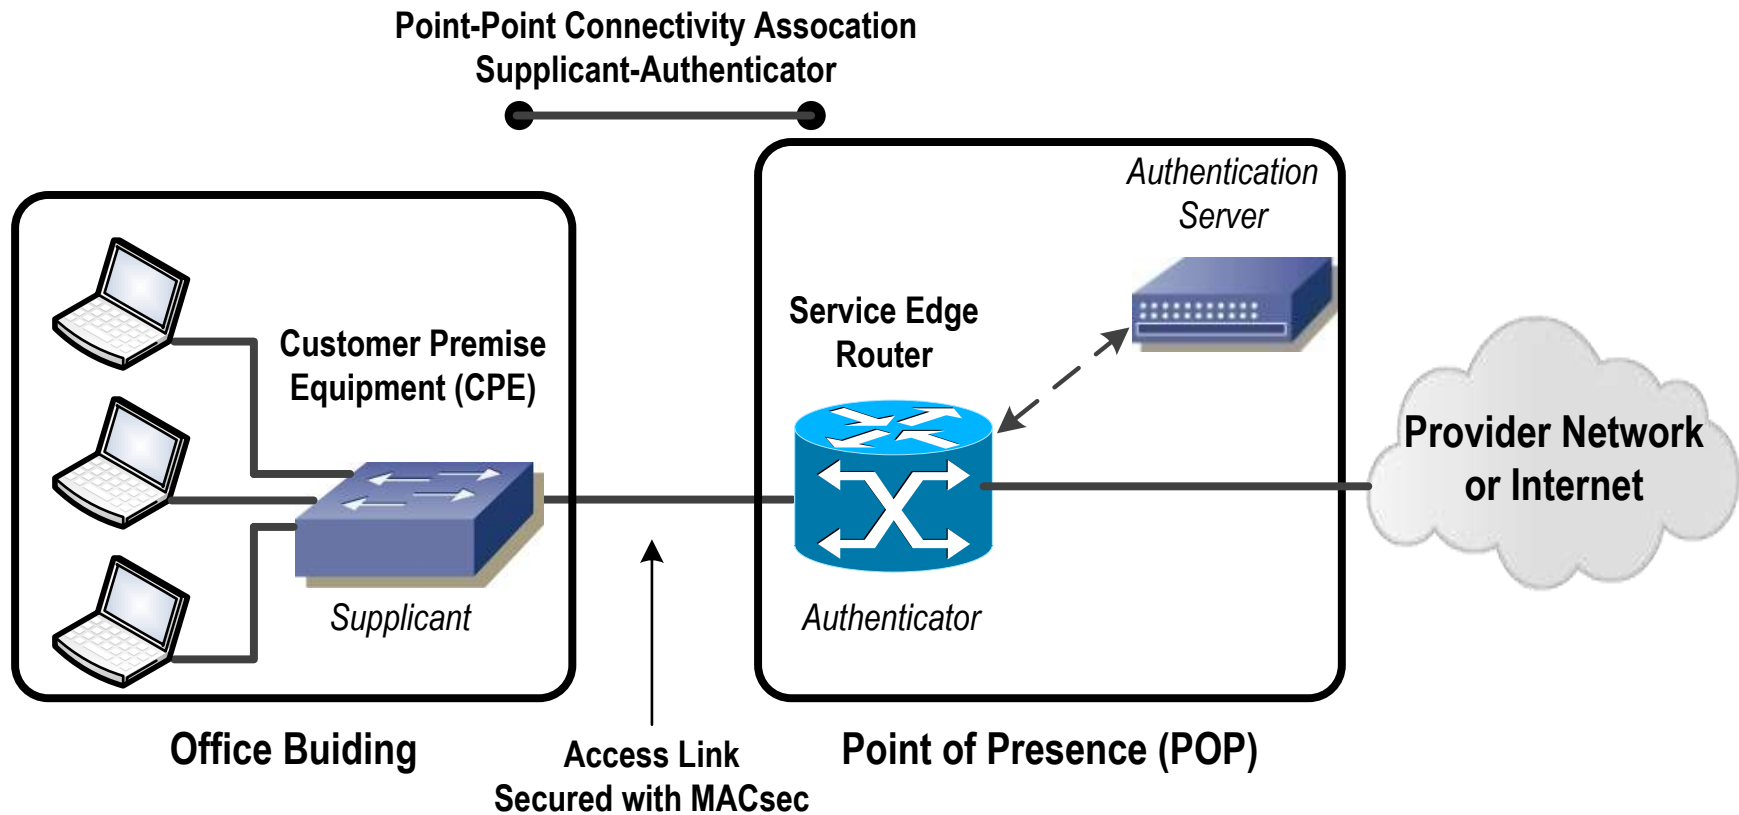 Point-Point Connectivity Assocation
Supplicant-Authenticator
Authentication
Server
Service Edge
Router
Customer Premise
Equipment (CPE)
Provider Network
or Internet
Supplicant
Authenticator
Office Buiding
Access Link
Secured with MACsec
Point of Presence (POP)